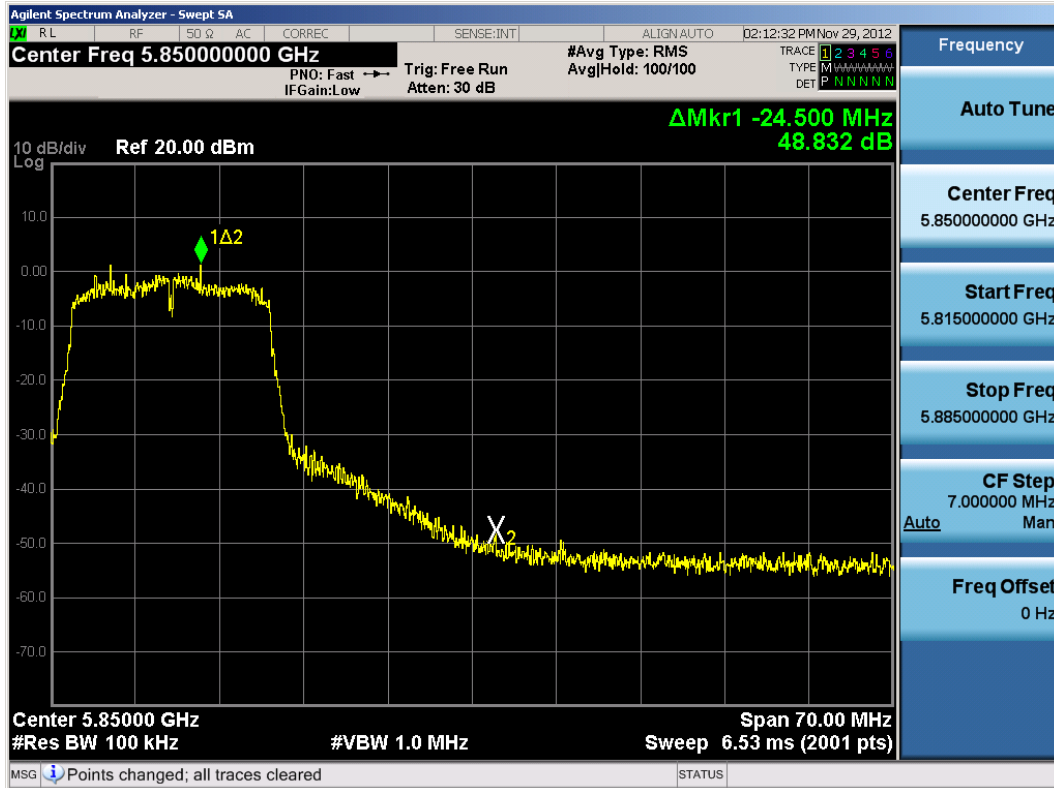 Agilent Spectrum Analyzer - Swept SA
LXI RL RF 50 Ω AC CORREC SENSE:INT ALIGN AUTO 02:12:32 PM Nov 29, 2012
Center Freq 5.850000000 GHz
PNO: Fast
IFGain:Low
Trig: Free Run
Atten: 30 dB
#Avg Type: RMS
Avg|Hold: 100/100
TRACE 1 2 3 4 5 6
TYPE M WWWWW
DET P N N N N N
ΔMkr1 -24.500 MHz
48.832 dB
10 dB/div Ref 20.00 dBm
Log
10.0
0.00
-10.0
-20.0
-30.0
-40.0
-50.0
-60.0
-70.0
1Δ2
X2
Center 5.85000 GHz Span 70.00 MHz
#Res BW 100 kHz #VBW 1.0 MHz Sweep 6.53 ms (2001 pts)
MSG Points changed; all traces cleared STATUS
Frequency
Auto Tune
Center Freq
5.850000000 GHz
Start Freq
5.815000000 GHz
Stop Freq
5.885000000 GHz
CF Step
7.000000 MHz
Auto Man
Freq Offset
0 Hz